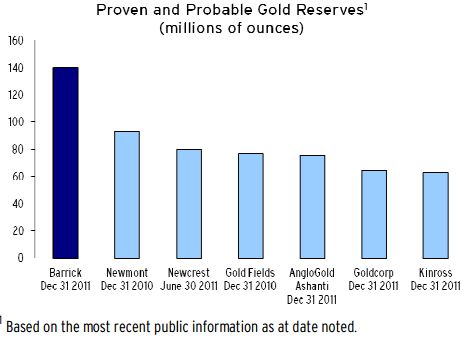 Proven and Probable Gold Reserves¹
(millions of ounces)
160
140
120
100
80
60
40
20
0
Barrick Newmont Newcrest Gold Fields AngloGold Goldcorp Kinross
Dec 31 2011 Dec 31 2010 June 30 2011 Dec 31 2010 Ashanti Dec 31 2011 Dec 31 2011
Dec 31 2011
¹ Based on the most recent public information as at date noted.